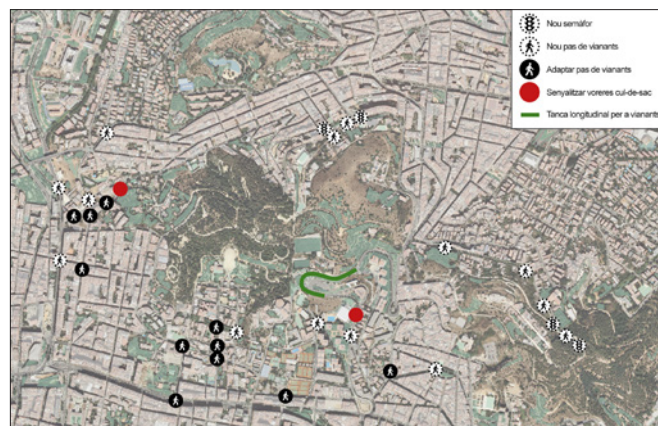 Nou semàfor
Nou pas de vianants
Adaptar pas de vianants
Senyalitzar voreres cul-de-sac
Tanca longitudinal per a vianants